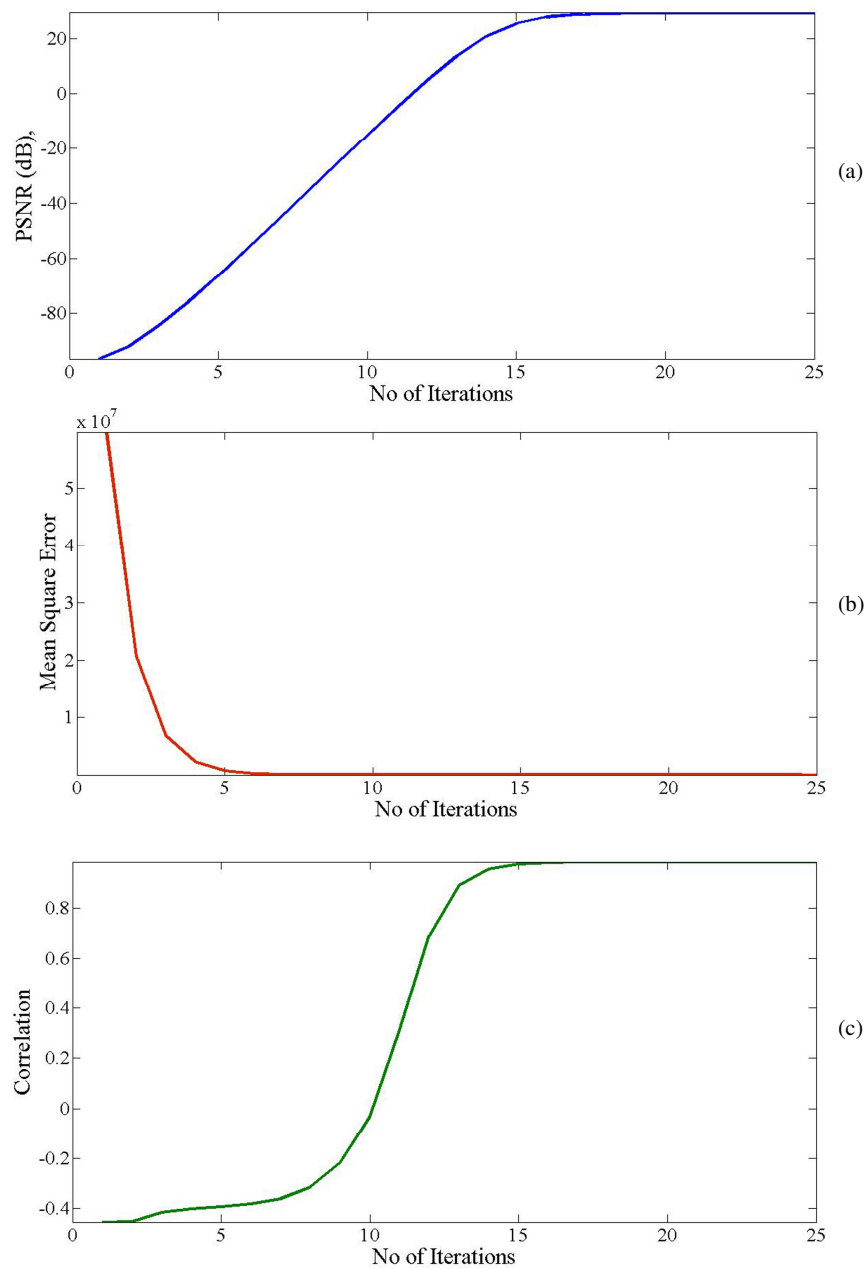 20
0
-20
-40
-60
-80
PSNR (dB),
0 5 10 15 20 25
No of Iterations
(a)
x 10^7
5
4
3
2
1
Mean Square Error
0 5 10 15 20 25
No of Iterations
(b)
0.8
0.6
0.4
0.2
0
-0.2
-0.4
Correlation
0 5 10 15 20 25
No of Iterations
(c)